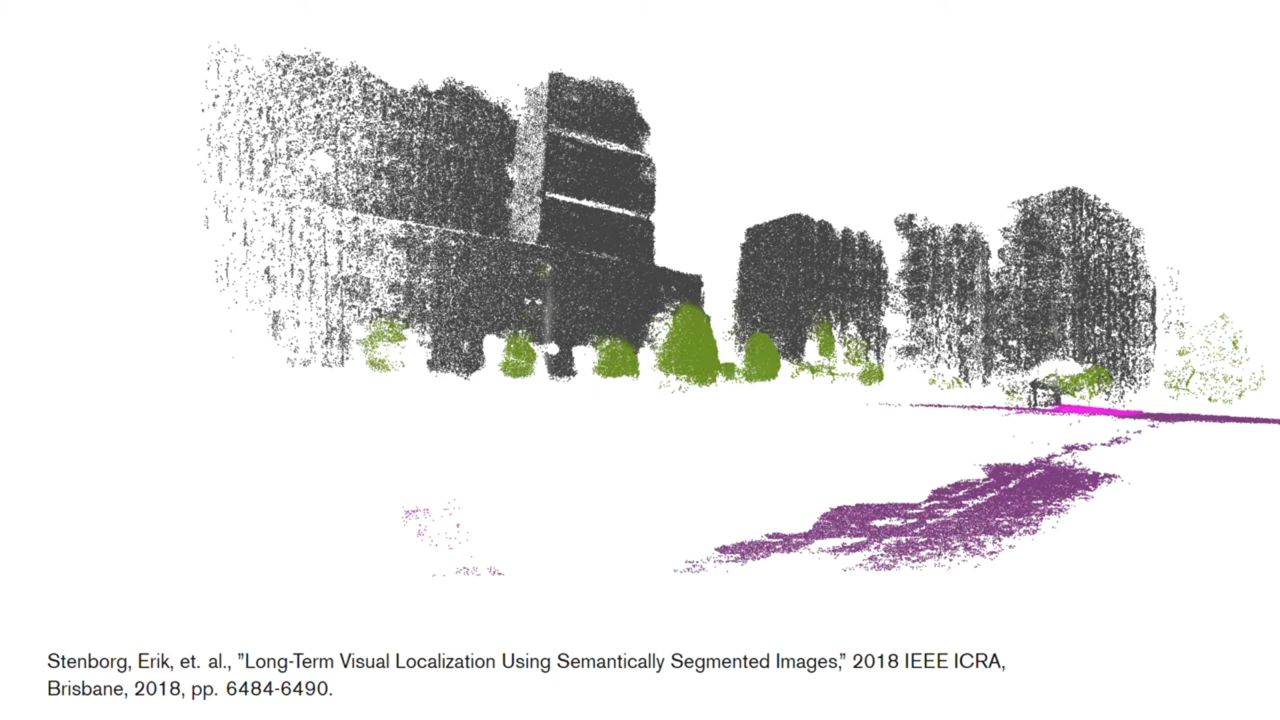 Stenborg, Erik, et. al., ”Long-Term Visual Localization Using Semantically Segmented Images,” 2018 IEEE ICRA,
Brisbane, 2018, pp. 6484-6490.